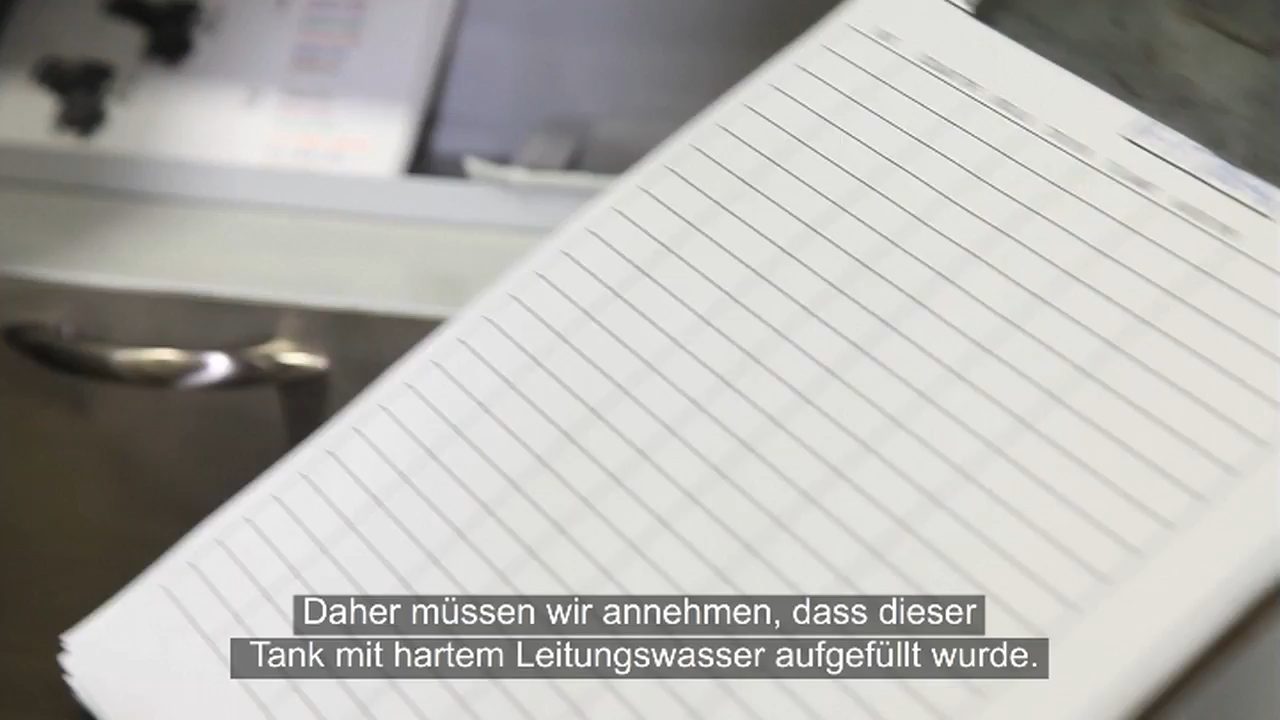 Daher müssen wir annehmen, dass dieser
Tank mit hartem Leitungswasser aufgefüllt wurde.